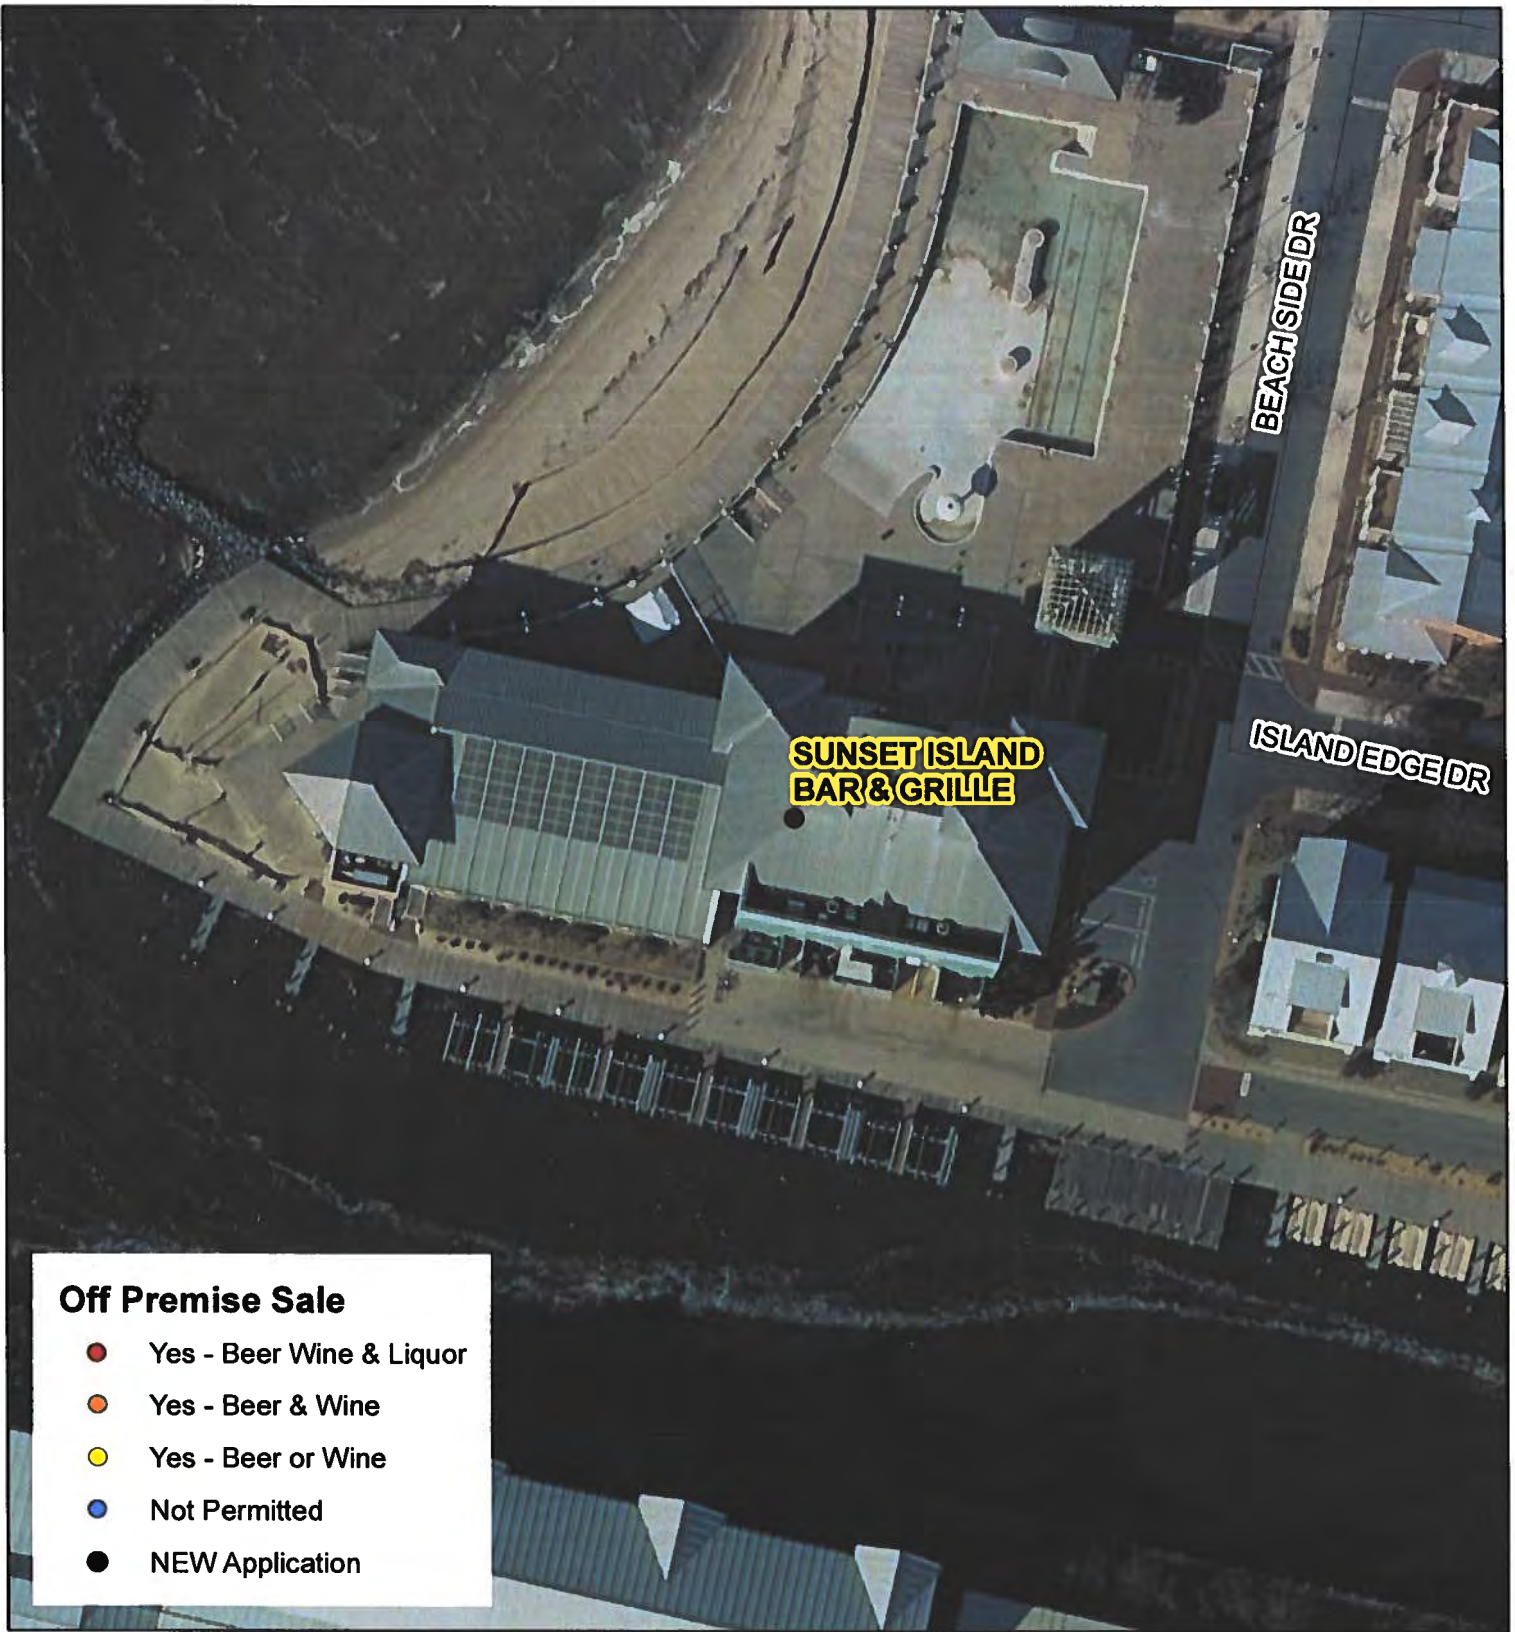 BEACH SIDE DR
SUNSET ISLAND
BAR & GRILLE
ISLAND EDGE DR
Off Premise Sale
Yes - Beer Wine & Liquor
Yes - Beer & Wine
Yes - Beer or Wine
Not Permitted
NEW Application